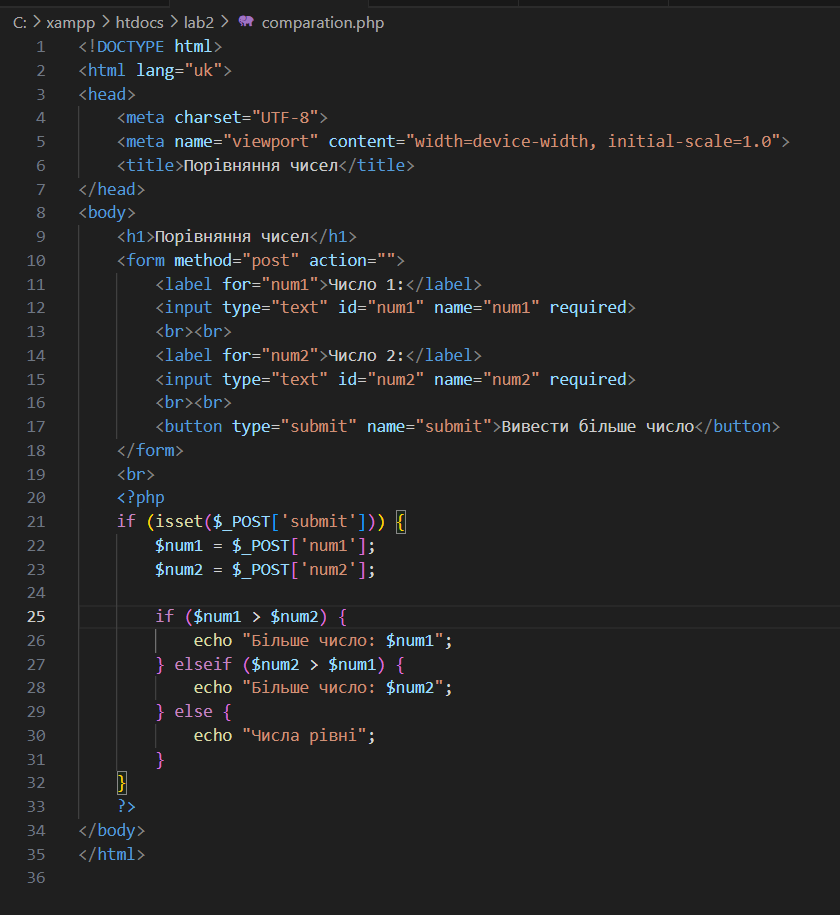 C: > xampp > htdocs > lab2 > comparation.php
1 <!DOCTYPE html>
2 <html lang="uk">
3 <head>
4     <meta charset="UTF-8">
5     <meta name="viewport" content="width=device-width, initial-scale=1.0">
6     <title>Порівняння чисел</title>
7 </head>
8 <body>
9     <h1>Порівняння чисел</h1>
10     <form method="post" action="">
11         <label for="num1">Число 1:</label>
12         <input type="text" id="num1" name="num1" required>
13         <br><br>
14         <label for="num2">Число 2:</label>
15         <input type="text" id="num2" name="num2" required>
16         <br><br>
17         <button type="submit" name="submit">Вивести більше число</button>
18     </form>
19     <br>
20     <?php
21     if (isset($_POST['submit'])) {
22         $num1 = $_POST['num1'];
23         $num2 = $_POST['num2'];
24
25         if ($num1 > $num2) {
26             echo "Більше число: $num1";
27         } elseif ($num2 > $num1) {
28             echo "Більше число: $num2";
29         } else {
30             echo "Числа рівні";
31         }
32     }
33     ?>
34 </body>
35 </html>
36